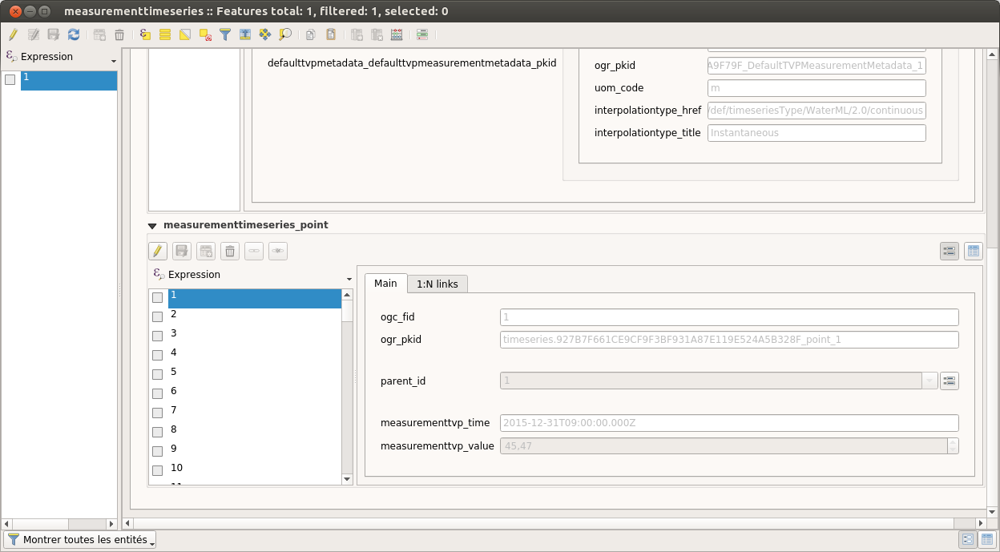 measurementtimeseries :: Features total: 1, filtered: 1, selected: 0
Expression
1
defaulttvpmetadata_defaulttvpmeasurementmetadata_pkid
ogr_pkid A9F79F_DefaultTVPMeasurementMetadata_1
uom_code m
interpolationtype_href /def/timeseriesType/WaterML/2.0/continuous
interpolationtype_title Instantaneous
measurementtimeseries_point
Expression
1
2
3
4
5
6
7
8
9
10
Main 1:N links
ogc_fid 1
ogr_pkid timeseries.927B7F661CE9CF9F3BF931A87E119E524A5B328F_point_1
parent_id 1
measurementtvp_time 2015-12-31T09:00:00.000Z
measurementtvp_value 45,47
Montrer toutes les entités